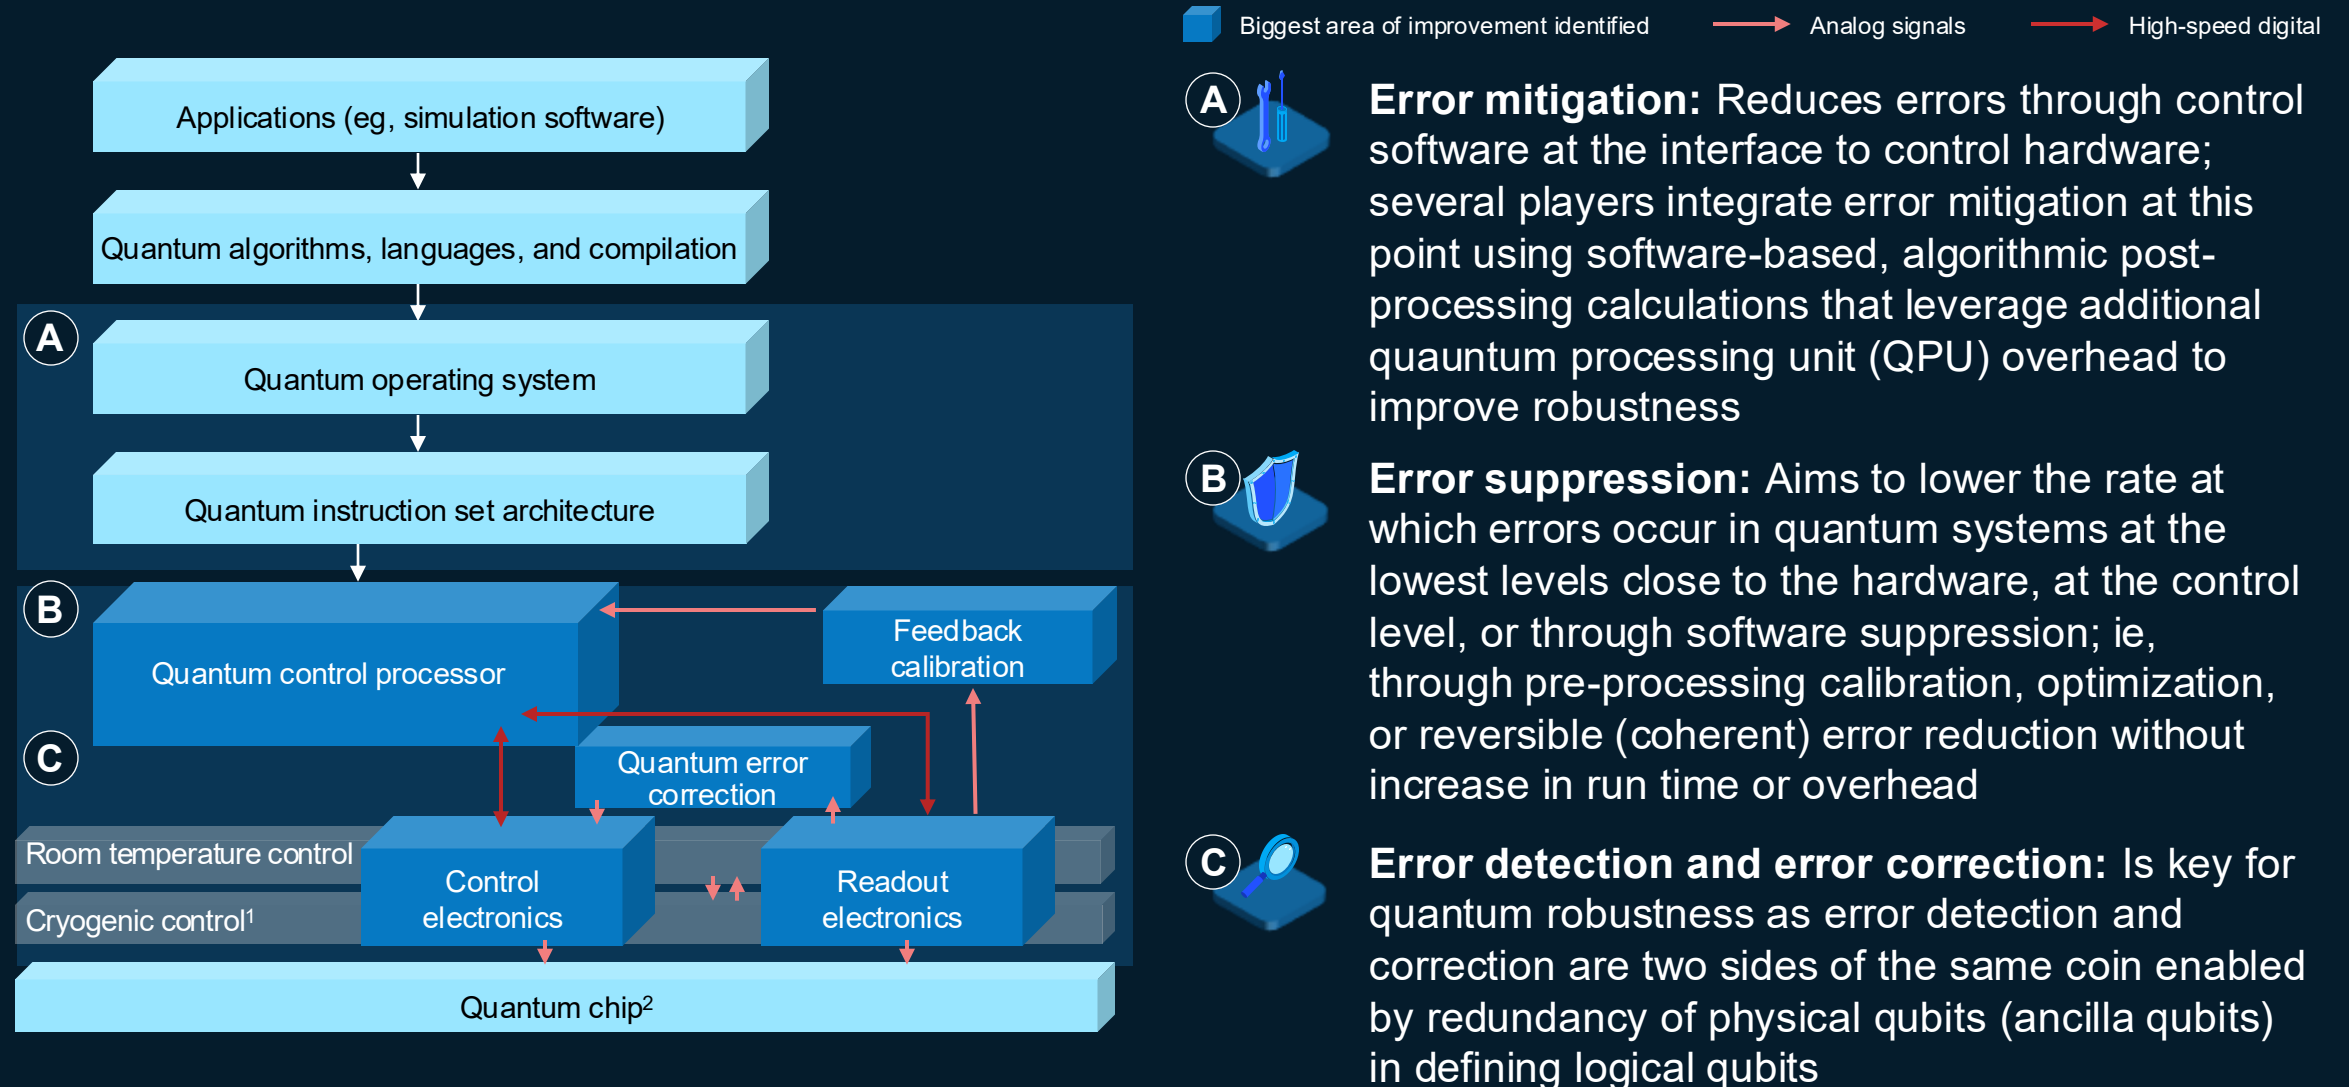 Biggest area of improvement identified
Analog signals
High-speed digital
Applications (eg, simulation software)
Quantum algorithms, languages, and compilation
A
Quantum operating system
Quantum instruction set architecture
B
Quantum control processor
Feedback
calibration
C
Quantum error
correction
Room temperature control
Control
electronics
Readout
electronics
Cryogenic control¹
Quantum chip²
A
Error mitigation: Reduces errors through control
software at the interface to control hardware;
several players integrate error mitigation at this
point using software-based, algorithmic post-
processing calculations that leverage additional
quauntum processing unit (QPU) overhead to
improve robustness
B
Error suppression: Aims to lower the rate at
which errors occur in quantum systems at the
lowest levels close to the hardware, at the control
level, or through software suppression; ie,
through pre-processing calibration, optimization,
or reversible (coherent) error reduction without
increase in run time or overhead
C
Error detection and error correction: Is key for
quantum robustness as error detection and
correction are two sides of the same coin enabled
by redundancy of physical qubits (ancilla qubits)
in defining logical qubits